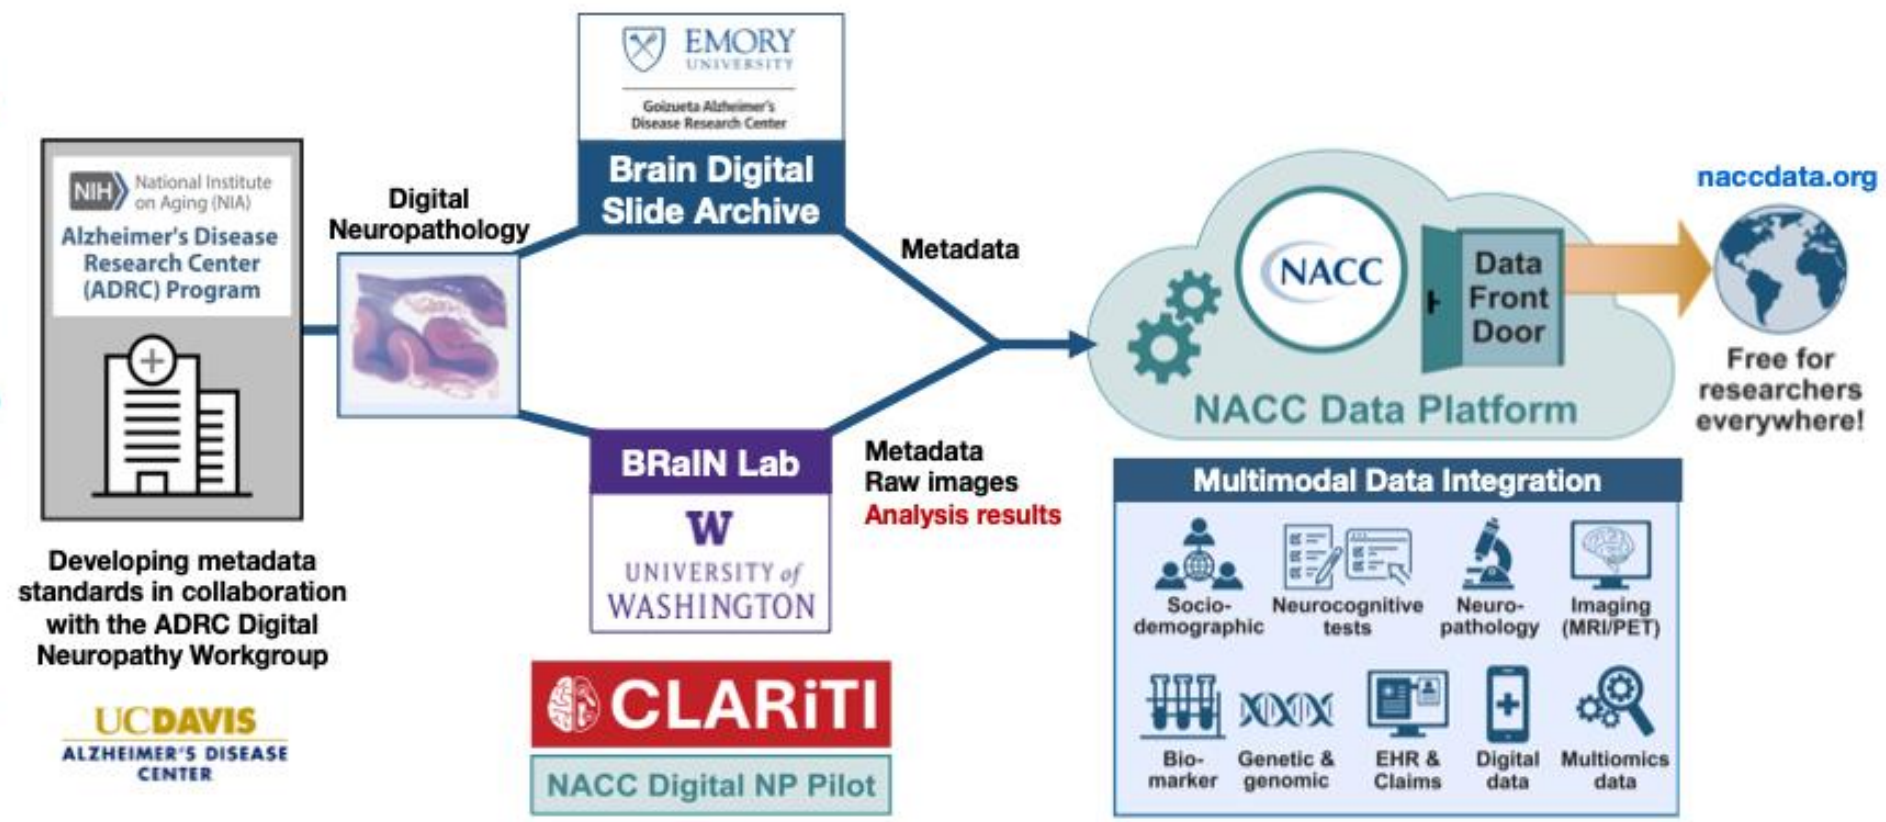 NIH
National Institute
on Aging (NIA)
Alzheimer's Disease
Research Center
(ADRC) Program
Developing metadata
standards in collaboration
with the ADRC Digital
Neuropathy Workgroup
UCDAVIS
ALZHEIMER'S DISEASE
CENTER
Digital
Neuropathology
EMORY
UNIVERSITY
Goizueta Alzheimer's
Disease Research Center
Brain Digital
Slide Archive
BRaIN Lab
W
UNIVERSITY of
WASHINGTON
CLARiTI
NACC Digital NP Pilot
Metadata
Metadata
Raw images
Analysis results
NACC
Data
Front
Door
NACC Data Platform
naccdata.org
Free for
researchers
everywhere!
Multimodal Data Integration
Socio-
demographic
Neurocognitive
tests
Neuro-
pathology
Imaging
(MRI/PET)
Bio-
marker
Genetic &
genomic
EHR &
Claims
Digital
data
Multiomics
data